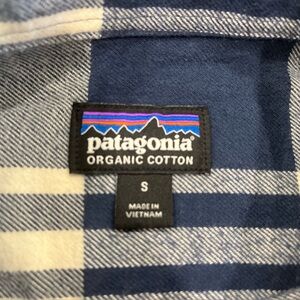 patagonia
ORGANIC COTTON
S
MADE IN
VIETNAM